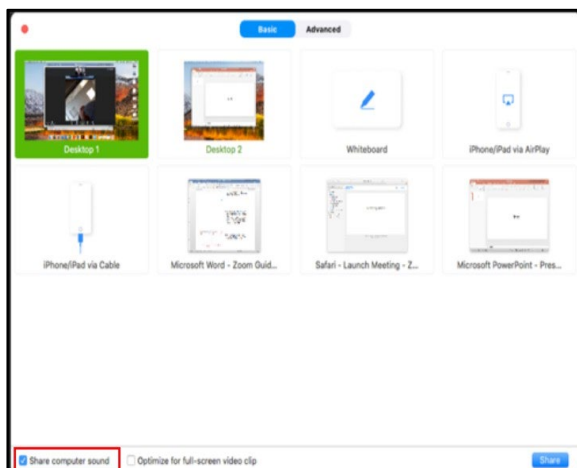 Basic Advanced
Desktop 1 Desktop 2 Whiteboard iPhone/iPad via AirPlay
iPhone/iPad via Cable Microsoft Word - Zoom Guid... Safari - Launch Meeting - Z... Microsoft PowerPoint - Pres...
Share computer sound Optimize for full-screen video clip Share